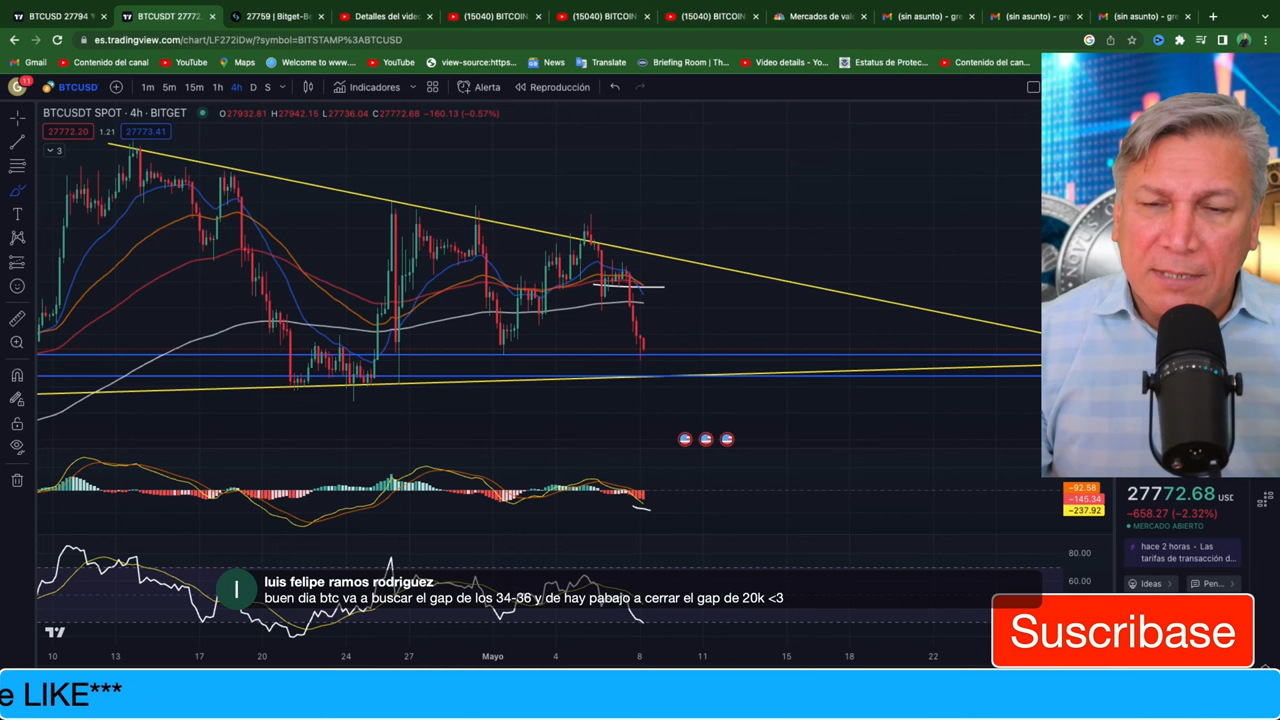 BTCUSD 27794
BTCUSDT 27772.
27759 | Bitget-Be
Detalles del víde
(15040) BITCOIN
(15040) BITCOIN
(15040) BITCOIN
Mercados de valo
(sin asunto) - gre
(sin asunto) - gre
(sin asunto) - gre
es.tradingview.com/chart/LF272lDw/?symbol=BITSTAMP%3ABTCUSD
Gmail
Contenido del canal
YouTube
Maps
Welcome to www....
YouTube
view-source:https...
News
Translate
Briefing Room | Th...
Video details - Yo...
Estatus de Protec...
Contenido del can...
11
BTCUSD
1m 5m 15m 1h 4h D S
Indicadores
Alerta
Reproducción
BTCUSDT SPOT · 4h · BITGET
O27932.81 H27942.15 L27736.04 C27772.68 −160.13 (−0.57%)
27772.20 1.21 27773.41
3
−92.58
−145.34
−237.92
80.00
60.00
27772.68 USD
−658.27 (−2.32%)
MERCADO ABIERTO
hace 2 horas - Las
tarifas de transacción d...
Ideas
Pen...
l
luis felipe ramos rodriguez
buen dia btc va a buscar el gap de los 34-36 y de hay pabajo a cerrar el gap de 20k <3
Suscribase
10 13 17 20 24 27 Mayo 4 8 11 15 18 22
e LIKE***